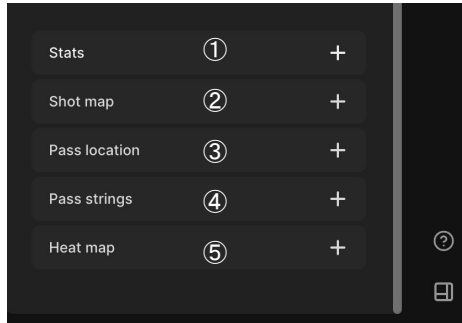 Stats ① +
Shot map ② +
Pass location ③ +
Pass strings ④ +
Heat map ⑤ +
?